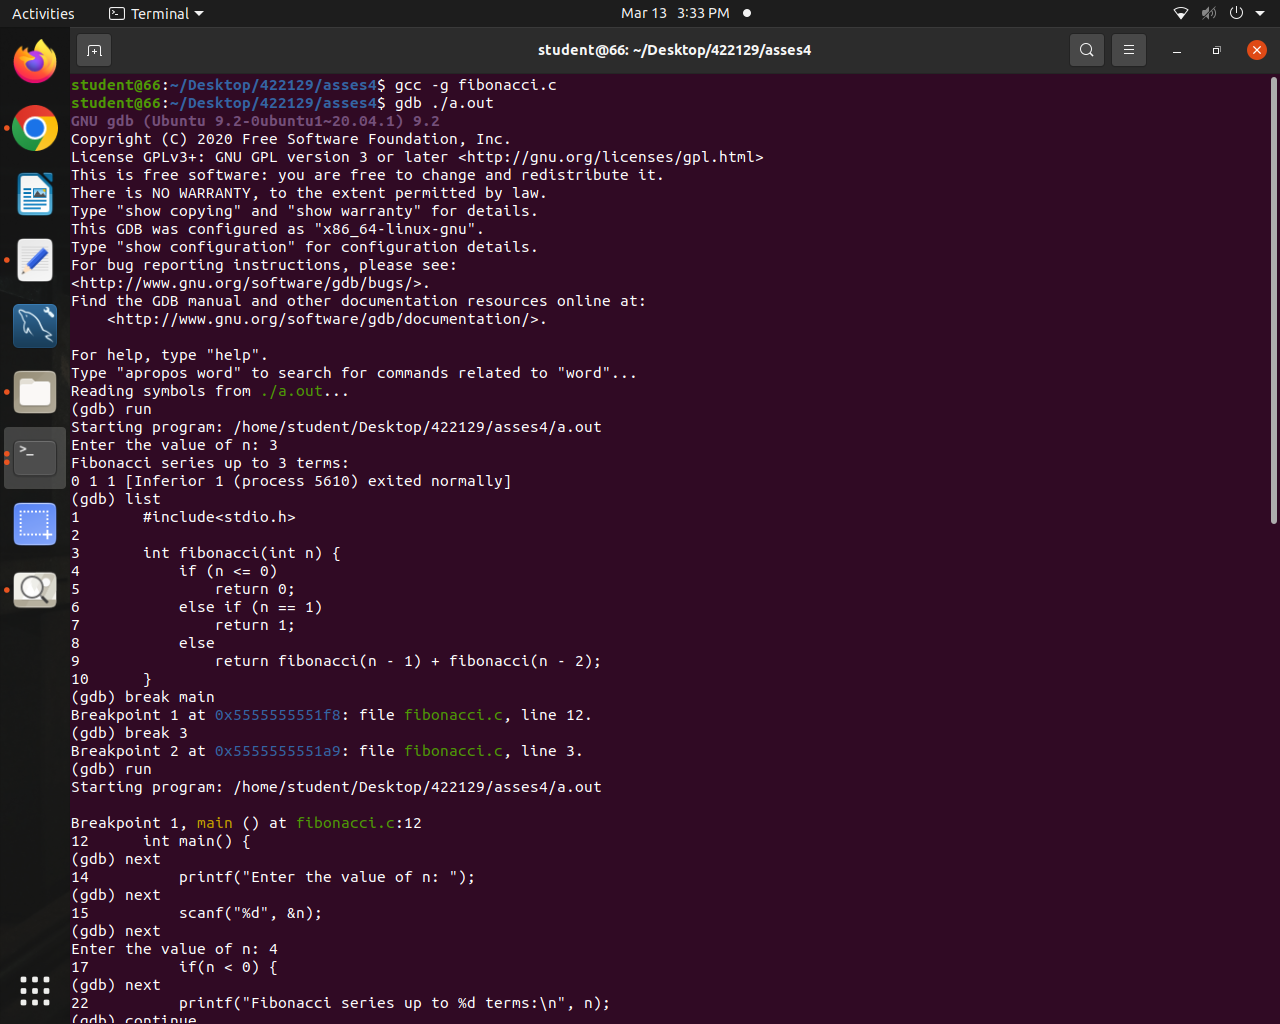 Activities
Terminal
Mar 13 3:33 PM
student@66: ~/Desktop/422129/asses4
student@66:~/Desktop/422129/asses4$ gcc -g fibonacci.c
student@66:~/Desktop/422129/asses4$ gdb ./a.out
GNU gdb (Ubuntu 9.2-0ubuntu1~20.04.1) 9.2
Copyright (C) 2020 Free Software Foundation, Inc.
License GPLv3+: GNU GPL version 3 or later <http://gnu.org/licenses/gpl.html>
This is free software: you are free to change and redistribute it.
There is NO WARRANTY, to the extent permitted by law.
Type "show copying" and "show warranty" for details.
This GDB was configured as "x86_64-linux-gnu".
Type "show configuration" for configuration details.
For bug reporting instructions, please see:
<http://www.gnu.org/software/gdb/bugs/>.
Find the GDB manual and other documentation resources online at:
    <http://www.gnu.org/software/gdb/documentation/>.

For help, type "help".
Type "apropos word" to search for commands related to "word"...
Reading symbols from ./a.out...
(gdb) run
Starting program: /home/student/Desktop/422129/asses4/a.out
Enter the value of n: 3
Fibonacci series up to 3 terms:
0 1 1 [Inferior 1 (process 5610) exited normally]
(gdb) list
1       #include<stdio.h>
2
3       int fibonacci(int n) {
4           if (n <= 0)
5               return 0;
6           else if (n == 1)
7               return 1;
8           else
9               return fibonacci(n - 1) + fibonacci(n - 2);
10      }
(gdb) break main
Breakpoint 1 at 0x5555555551f8: file fibonacci.c, line 12.
(gdb) break 3
Breakpoint 2 at 0x5555555551a9: file fibonacci.c, line 3.
(gdb) run
Starting program: /home/student/Desktop/422129/asses4/a.out

Breakpoint 1, main () at fibonacci.c:12
12      int main() {
(gdb) next
14          printf("Enter the value of n: ");
(gdb) next
15          scanf("%d", &n);
(gdb) next
Enter the value of n: 4
17          if(n < 0) {
(gdb) next
22          printf("Fibonacci series up to %d terms:\n", n);
(gdb) continue